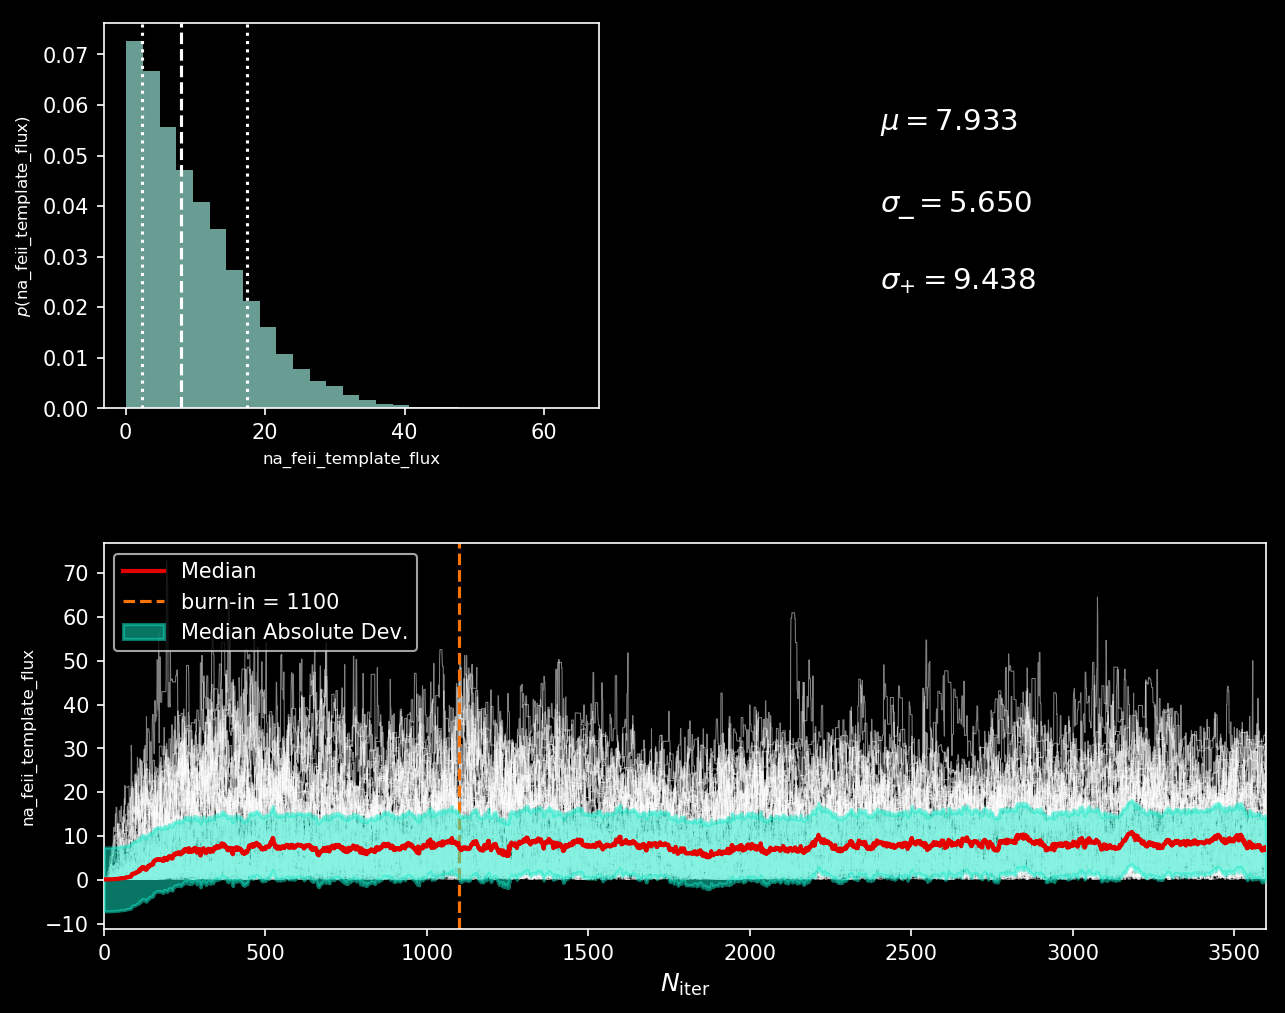 0.07
0.06
0.05
0.04
0.03
0.02
0.01
0.00
p(na_feii_template_flux)
0 20 40 60
na_feii_template_flux
μ = 7.933
σ₋ = 5.650
σ₊ = 9.438
Median
burn-in = 1100
Median Absolute Dev.
70
60
50
40
30
20
10
0
−10
na_feii_template_flux
0 500 1000 1500 2000 2500 3000 3500
N_iter